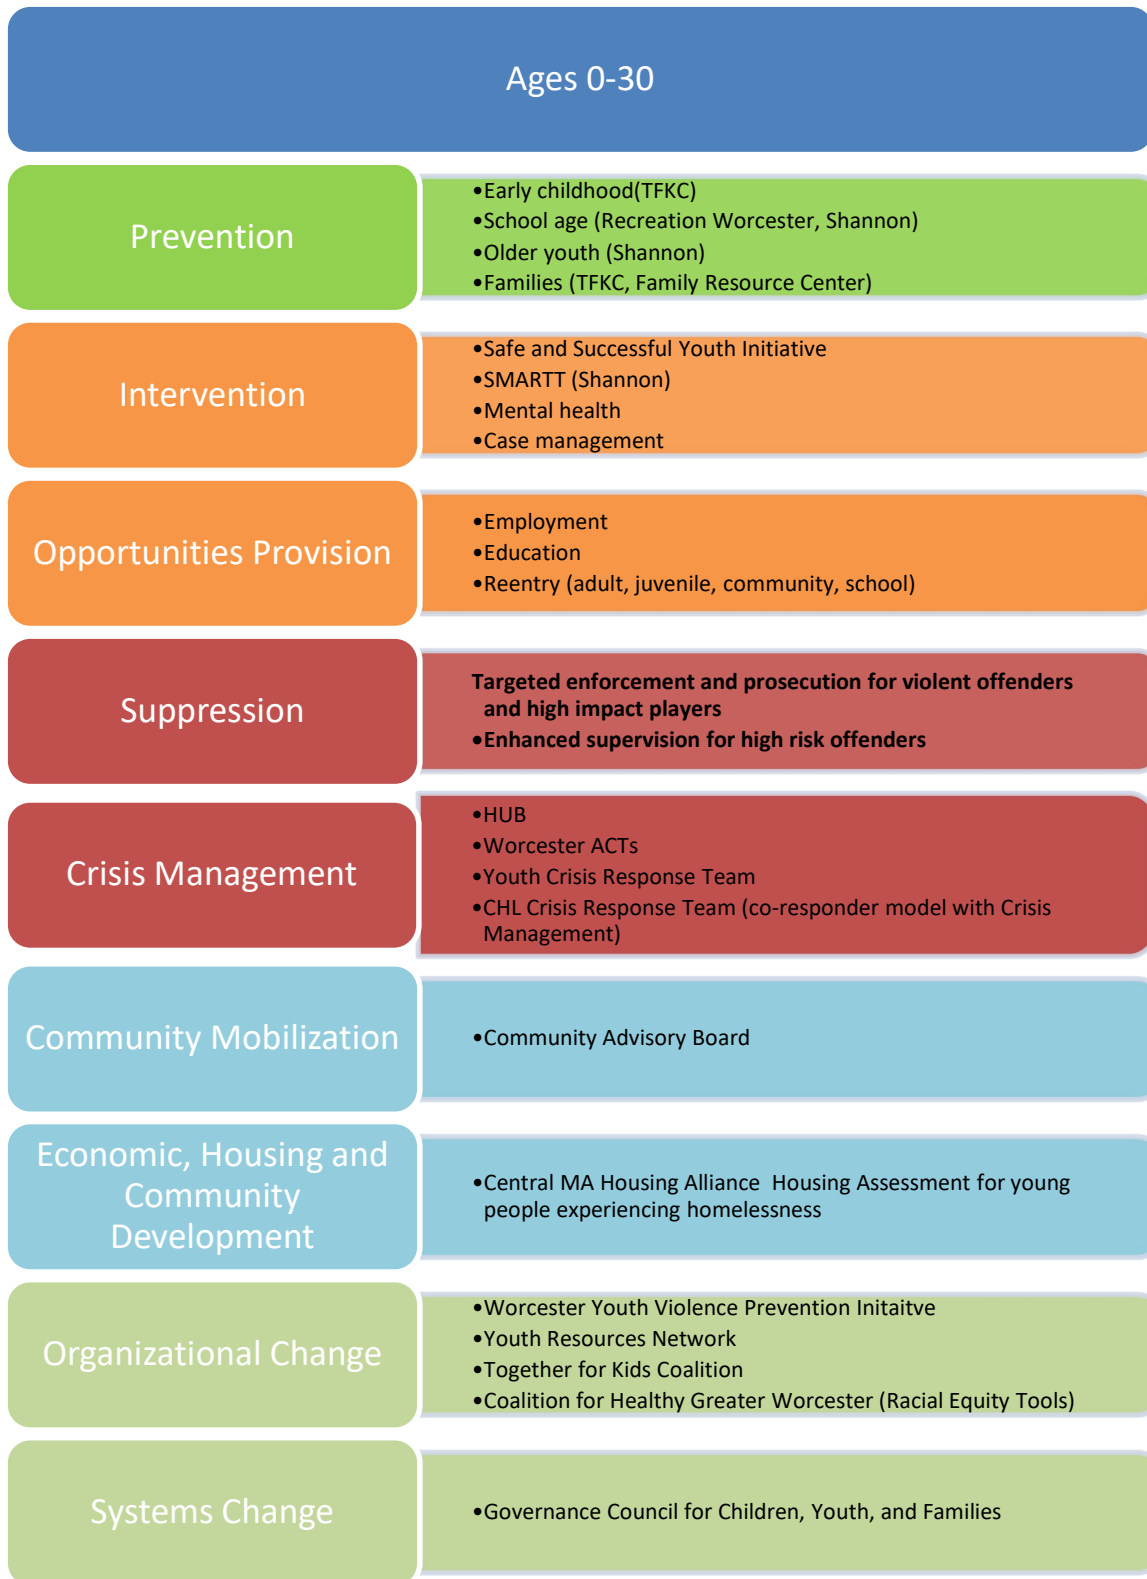 Ages 0-30
Prevention
•Early childhood(TFKC)
•School age (Recreation Worcester, Shannon)
•Older youth (Shannon)
•Families (TFKC, Family Resource Center)
Intervention
•Safe and Successful Youth Initiative
•SMARTT (Shannon)
•Mental health
•Case management
Opportunities Provision
•Employment
•Education
•Reentry (adult, juvenile, community, school)
Suppression
Targeted enforcement and prosecution for violent offenders
and high impact players
•Enhanced supervision for high risk offenders
Crisis Management
•HUB
•Worcester ACTs
•Youth Crisis Response Team
•CHL Crisis Response Team (co-responder model with Crisis
Management)
Community Mobilization
•Community Advisory Board
Economic, Housing and
Community
Development
•Central MA Housing Alliance  Housing Assessment for young
people experiencing homelessness
Organizational Change
•Worcester Youth Violence Prevention Initaitve
•Youth Resources Network
•Together for Kids Coalition
•Coalition for Healthy Greater Worcester (Racial Equity Tools)
Systems Change
•Governance Council for Children, Youth, and Families